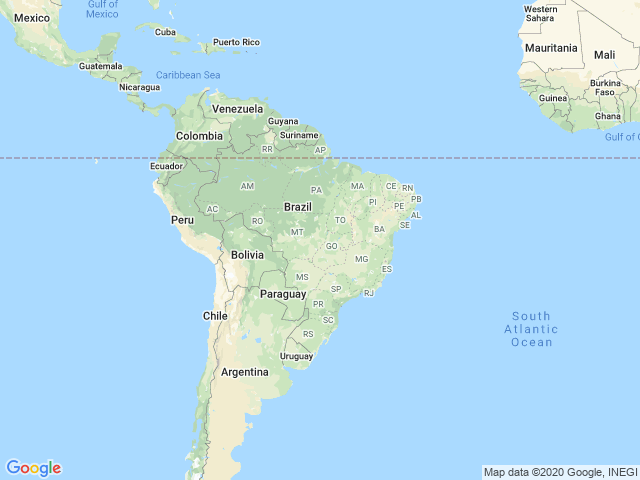 Gulf of
Mexico
Mexico
Cuba
Puerto Rico
Western
Sahara
Mauritania
Mali
Guatemala
Caribbean Sea
Nicaragua
Burkina
Faso
Guinea
Ghana
Gulf of G
Venezuela
Guyana
Colombia
Suriname
RR
AP
Ecuador
AM
PA
MA
CE
RN
PI
PB
AC
Brazil
PE
AL
Peru
RO
TO
SE
MT
BA
GO
Bolivia
MG
ES
MS
Paraguay
SP
RJ
PR
Chile
SC
RS
South
Atlantic
Ocean
Uruguay
Argentina
Google
Map data ©2020 Google, INEGI